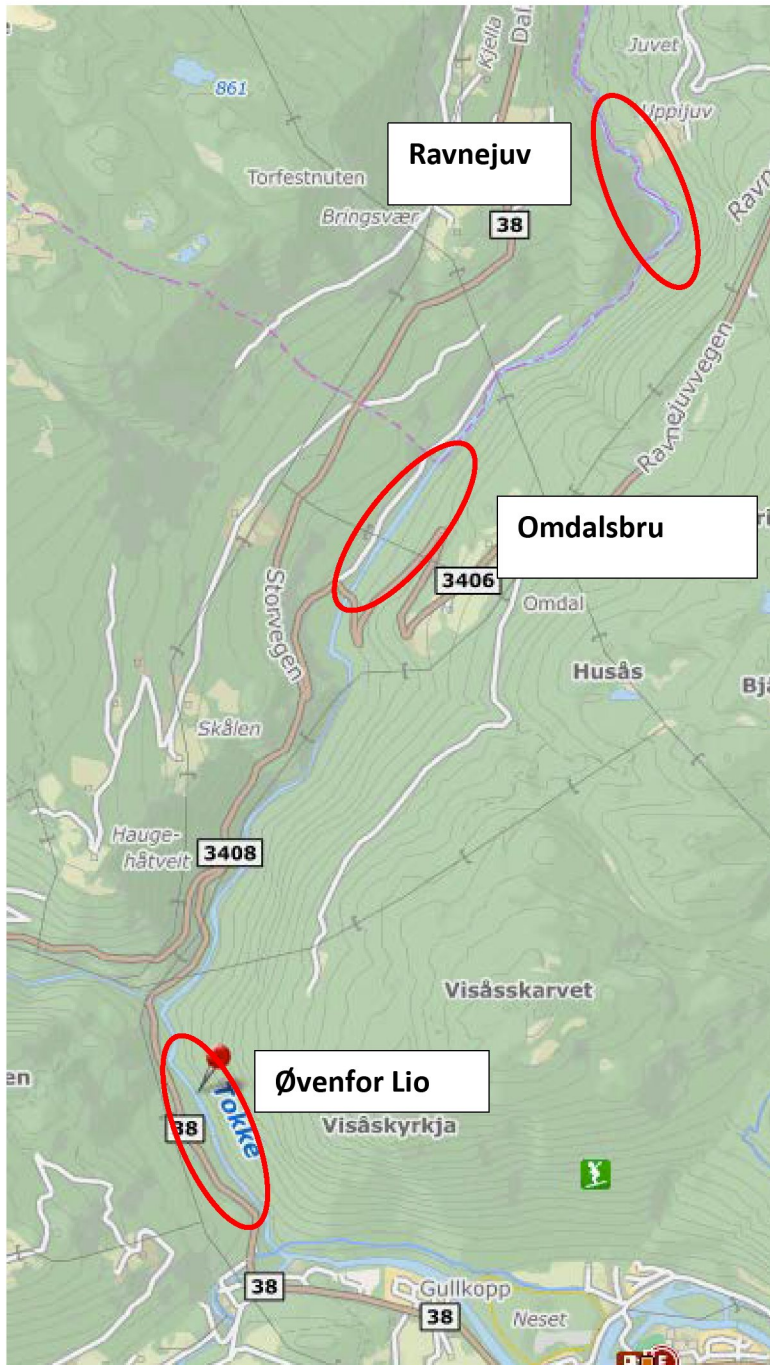 Juvet
Kjella
861
Uppijuv
Ravnejuv
Torfestnuten
Bringsvær
38
Ravnejuvvegen
Omdalsbru
3406
Storvegen
Omdal
Husås
Skålen
Hauge-
håtveit
3408
Visåsskarvet
Øvenfor Lio
Tokke
38
Visåskyrkja
38
Gullkopp
38
Neset